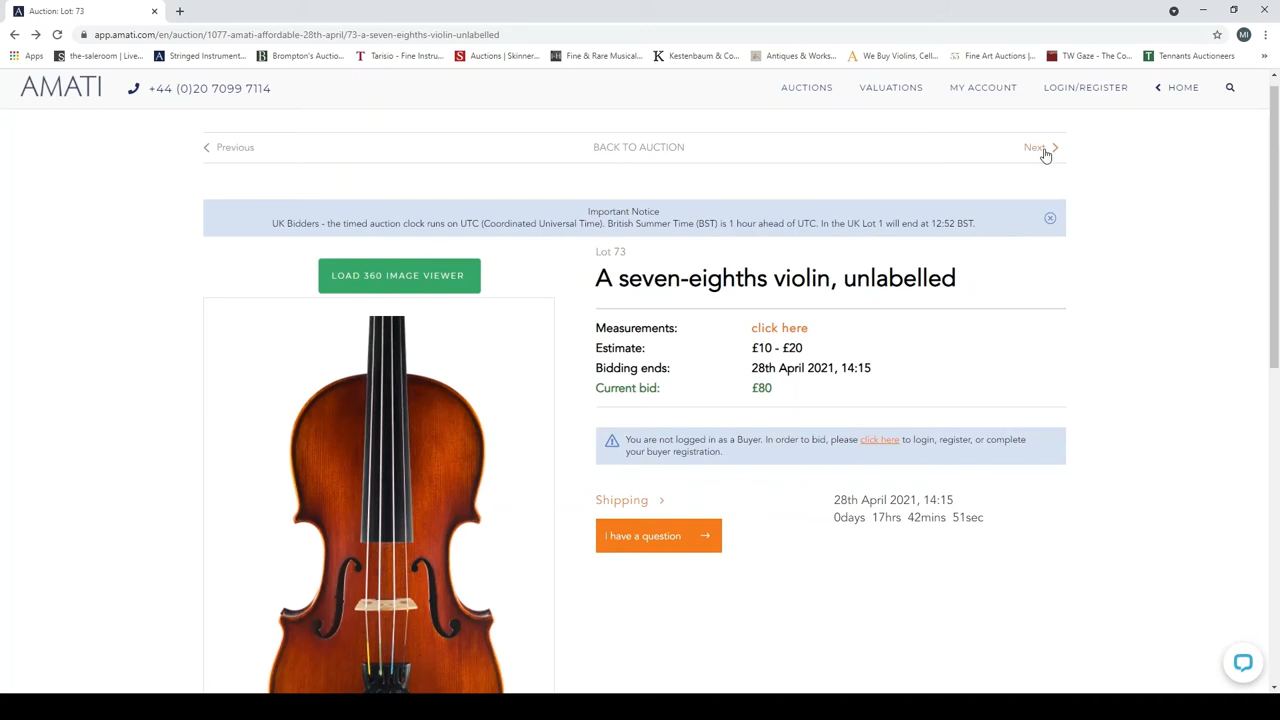 Auction: Lot: 73
app.amati.com/en/auction/1077-amati-affordable-28th-april/73-a-seven-eighths-violin-unlabelled
MI
Apps
the-saleroom | Live...
Stringed Instrument...
Brompton's Auctio...
Tarisio - Fine Instru...
Auctions | Skinner...
Fine & Rare Musical...
Kestenbaum & Co...
Antiques & Works...
We Buy Violins, Cell...
Fine Art Auctions |...
TW Gaze - The Co...
Tennants Auctioneers
AMATI
+44 (0)20 7099 7114
AUCTIONS
VALUATIONS
MY ACCOUNT
LOGIN/REGISTER
HOME
Previous
BACK TO AUCTION
Next
Important Notice
UK Bidders - the timed auction clock runs on UTC (Coordinated Universal Time). British Summer Time (BST) is 1 hour ahead of UTC. In the UK Lot 1 will end at 12:52 BST.
LOAD 360 IMAGE VIEWER
Lot 73
A seven-eighths violin, unlabelled
Measurements: click here
Estimate: £10 - £20
Bidding ends: 28th April 2021, 14:15
Current bid: £80
You are not logged in as a Buyer. In order to bid, please click here to login, register, or complete
your buyer registration.
Shipping
28th April 2021, 14:15
0days 17hrs 42mins 51sec
I have a question